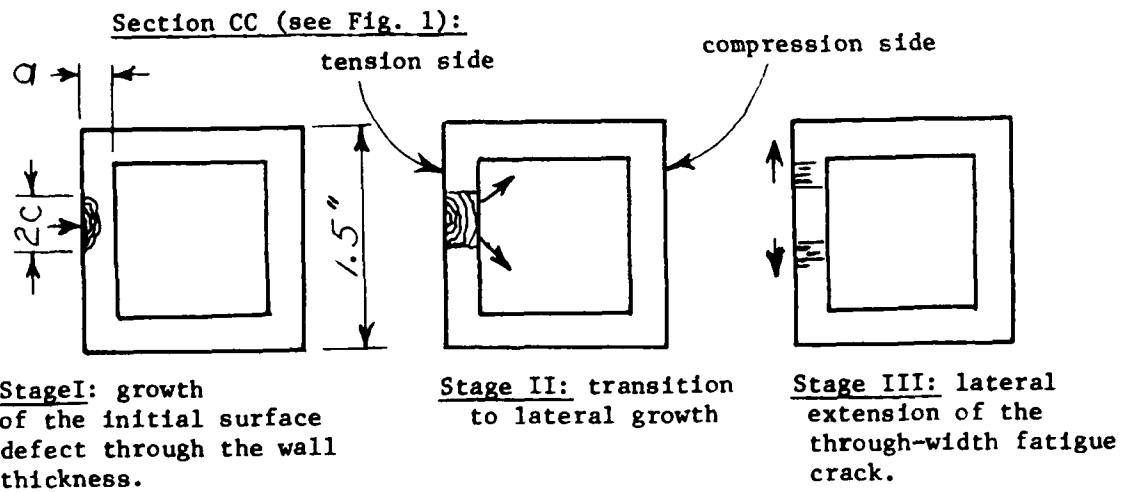 Section CC (see Fig. 1):
tension side
compression side
a
2c
1.5"
StageI: growth
of the initial surface
defect through the wall
thickness.
Stage II: transition
to lateral growth
Stage III: lateral
extension of the
through-width fatigue
crack.